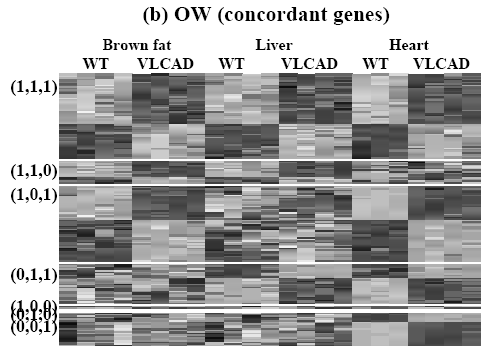 (b) OW (concordant genes)
Brown fat Liver Heart
WT VLCAD WT VLCAD WT VLCAD
(1,1,1)
(1,1,0)
(1,0,1)
(0,1,1)
(1,0,0)
(0,1,0)
(0,0,1)